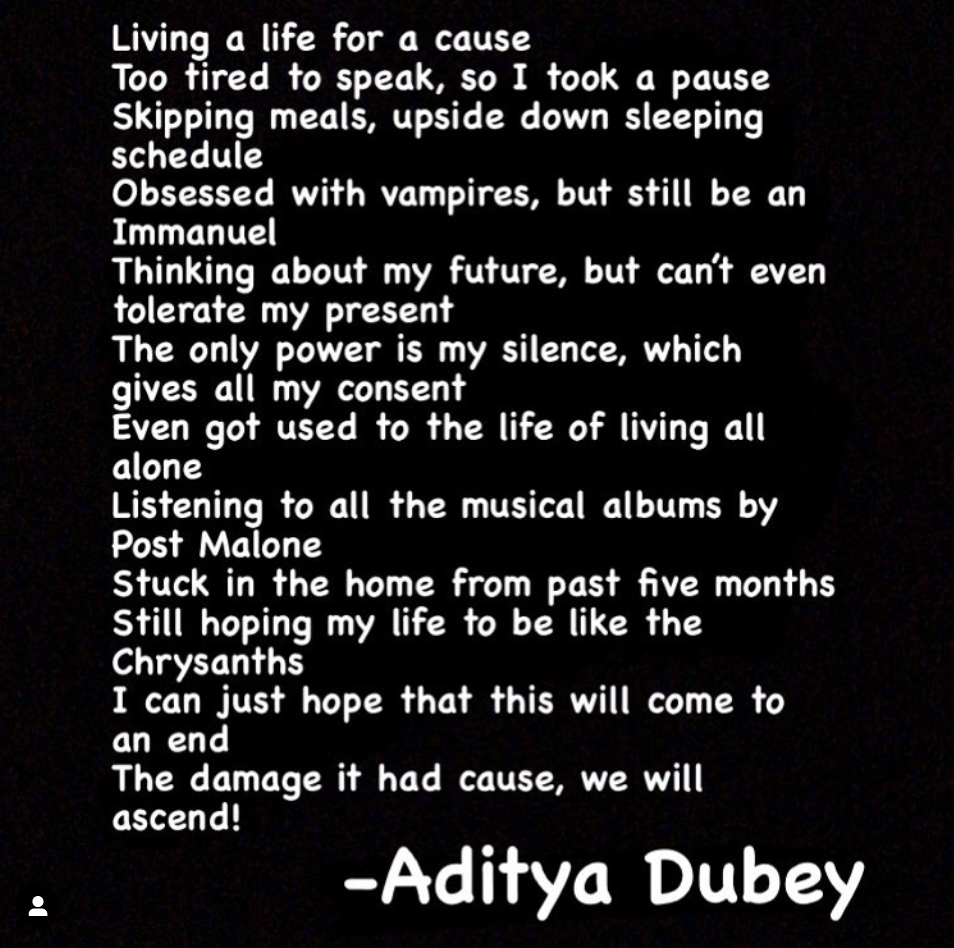 Living a life for a cause
Too tired to speak, so I took a pause
Skipping meals, upside down sleeping
schedule
Obsessed with vampires, but still be an
Immanuel
Thinking about my future, but can't even
tolerate my present
The only power is my silence, which
gives all my consent
Even got used to the life of living all
alone
Listening to all the musical albums by
Post Malone
Stuck in the home from past five months
Still hoping my life to be like the
Chrysanths
I can just hope that this will come to
an end
The damage it had cause, we will
ascend!
-Aditya Dubey